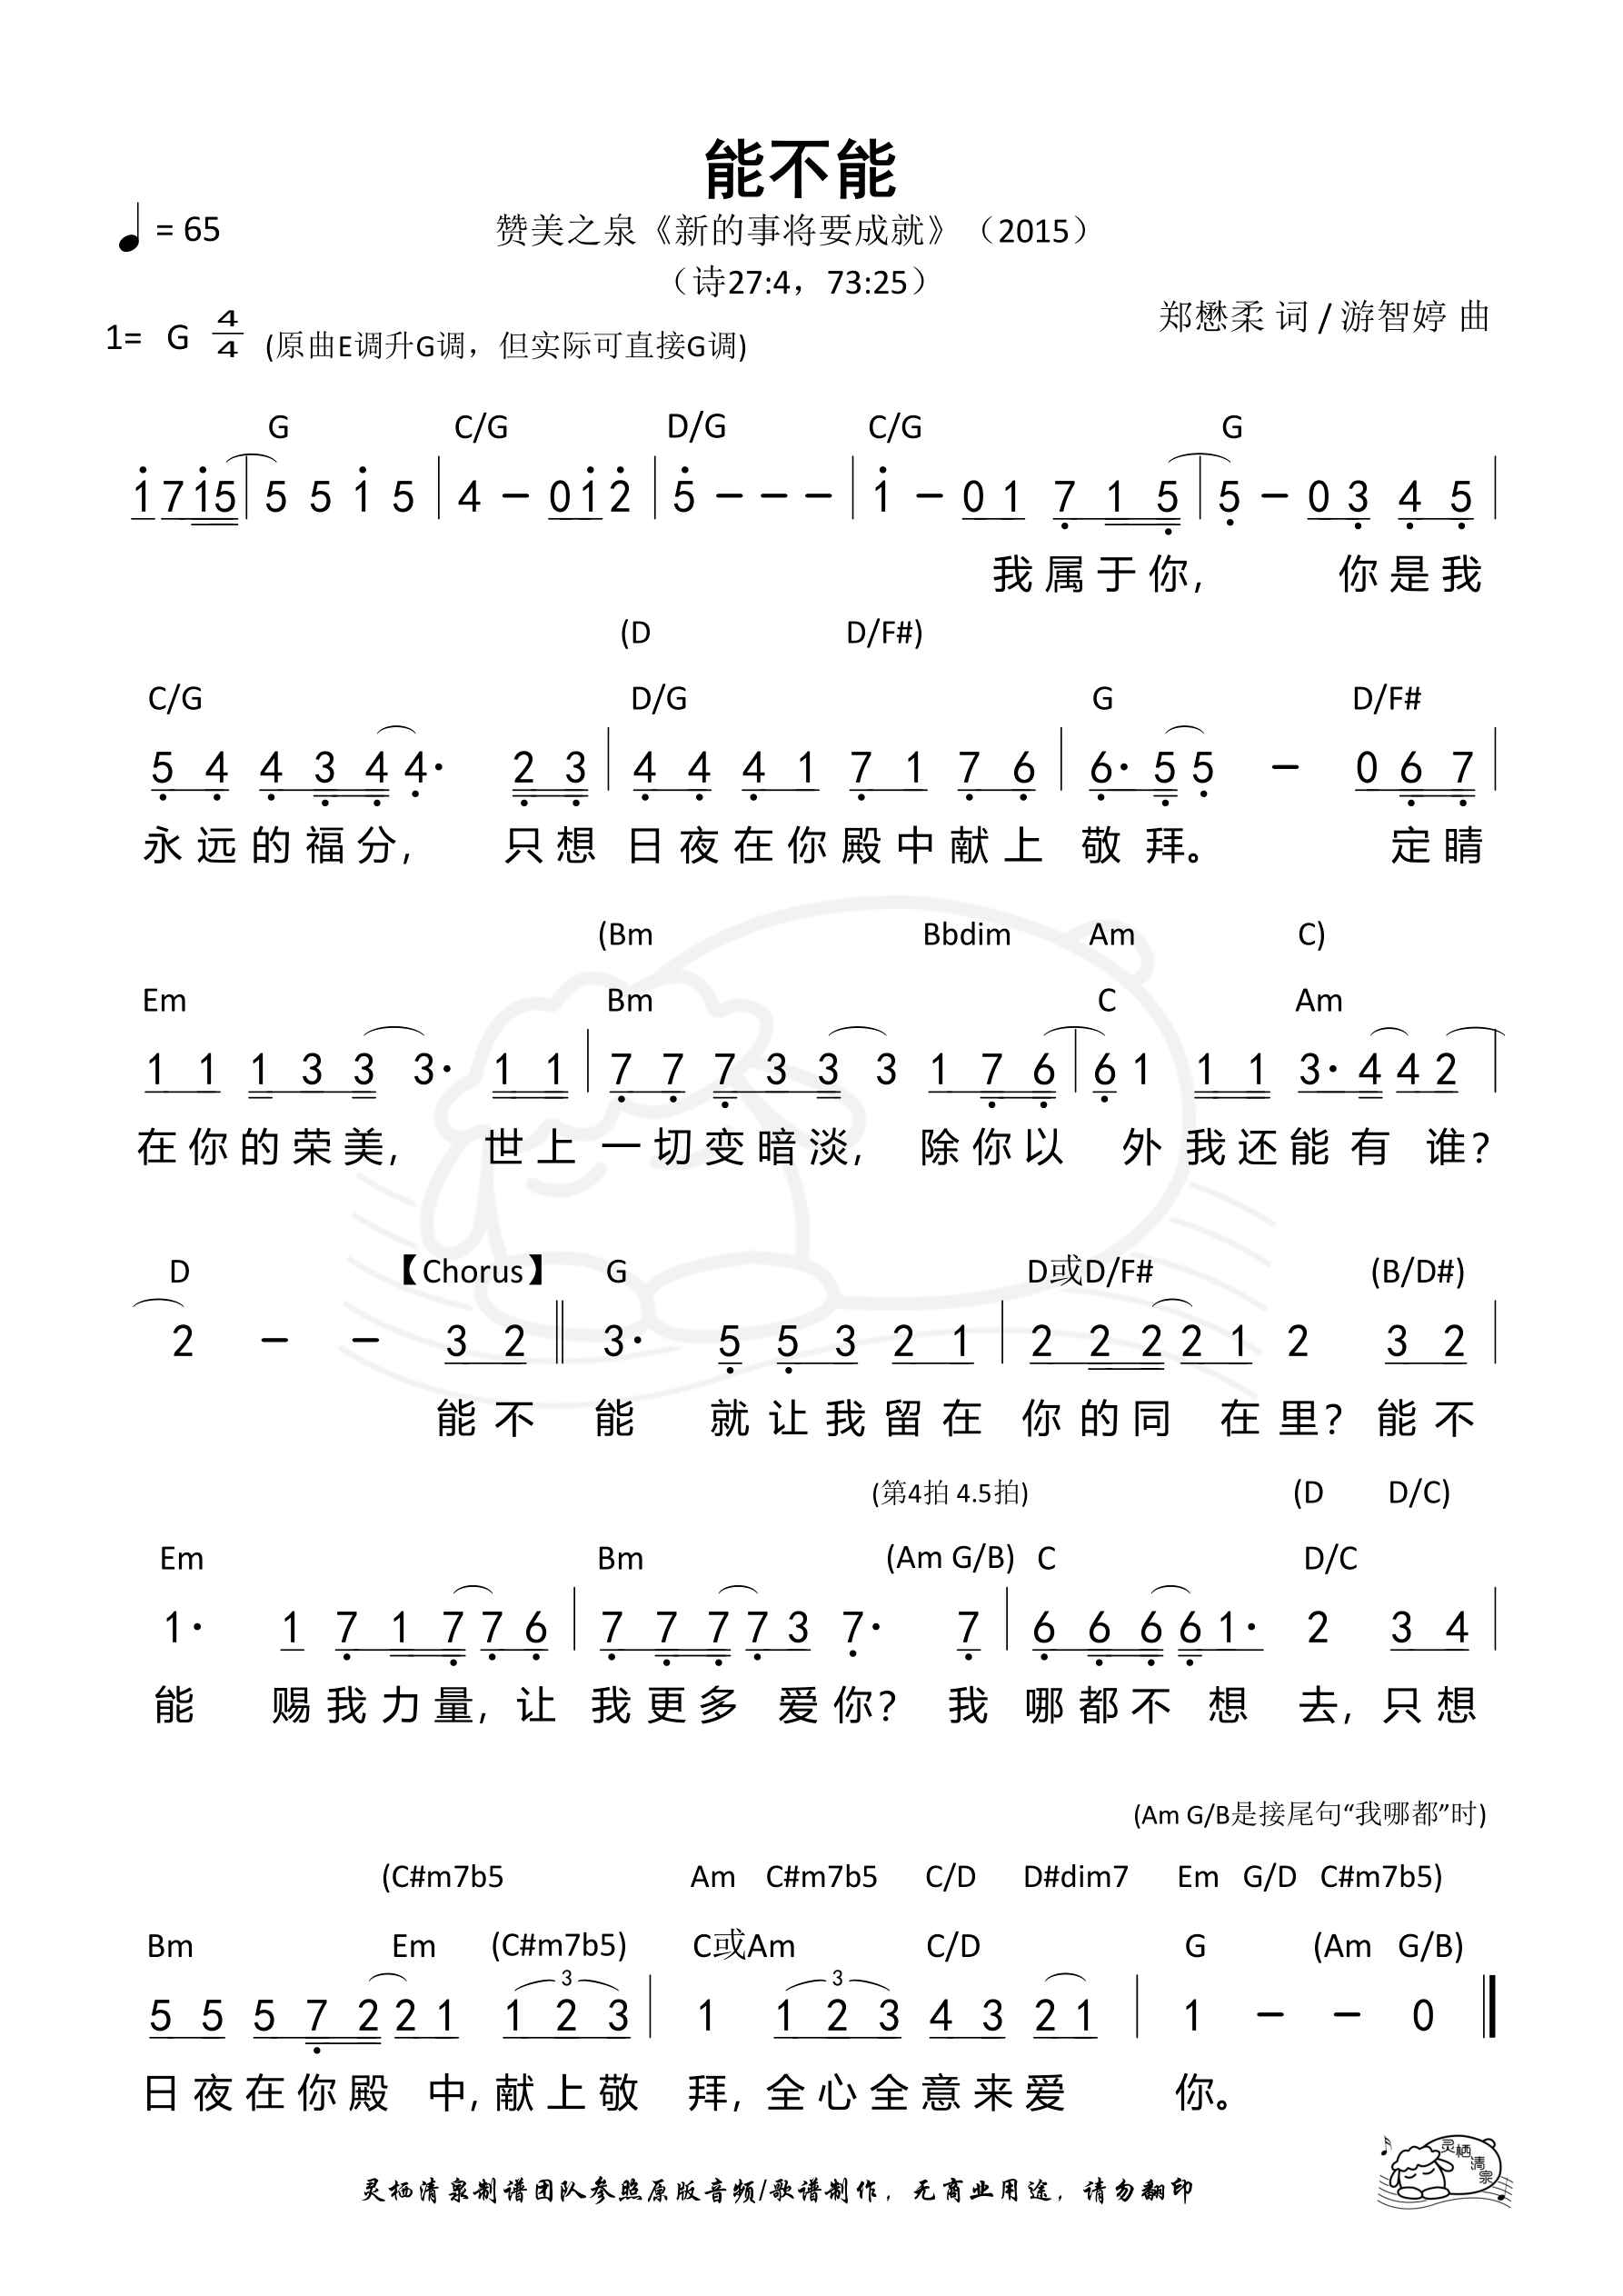 能不能
♩ = 65
赞美之泉《新的事将要成就》（2015）
（诗27:4，73:25）
郑懋柔 词 / 游智婷 曲
1= G 4/4 (原曲E调升G调，但实际可直接G调)
G C/G D/G C/G G
i 7 i 5 | 5 5 i 5 | 4 – 0 i 2̇ | 5̇ – – – | i – 0 1 7̣ 1 5̣ | 5̣ – 0 3̣ 4̣ 5̣ |
我属于你， 你是我
(D D/F#)
C/G D/G G D/F#
5̣ 4̣ 4̣ 3̣ 4̣ 4̣· 2̣ 3̣ | 4̣ 4̣ 4̣ 1 7̣ 1 7̣ 6̣ | 6̣· 5̣ 5̣ – 0 6̣ 7̣ |
永远的福分， 只想 日夜在你殿中献上 敬拜。 定睛
(Bm Bbdim Am C)
Em Bm C Am
1 1 1 3 3 3· 1 1 | 7̣ 7̣ 7̣ 3 3 3 1 7̣ 6̣ | 6̣ 1 1 1 3· 4 4 2 |
在你的荣美， 世上一切变暗淡， 除你以 外我还能有 谁？
D 【Chorus】 G D或D/F# (B/D#)
2 – – 3 2 ‖ 3· 5̣ 5̣ 3 2 1 | 2 2 2 2 1 2 3 2 |
能不 能 就让我留在 你的同 在里？能不
(第4拍 4.5拍) (D D/C)
Em Bm (Am G/B) C D/C
1· 1 7̣ 1 7̣ 7̣ 6̣ | 7̣ 7̣ 7̣ 7̣ 3 7̣· 7̣ | 6̣ 6̣ 6̣ 6̣ 1· 2 3 4 |
能 赐我力量，让 我更多 爱你？ 我 哪都不 想 去，只想
(Am G/B是接尾句“我哪都”时)
(C#m7b5 Am C#m7b5 C/D D#dim7 Em G/D C#m7b5)
Bm Em (C#m7b5) C或Am C/D G (Am G/B)
3 3
5 5 5 7̣ 2 2 1 1 2 3 | 1 1 2 3 4 3 2 1 | 1 – – 0 ‖
日夜在你殿 中，献上敬 拜，全心全意来爱 你。
灵栖清泉
灵栖清泉制谱团队参照原版音频/歌谱制作，无商业用途，请勿翻印